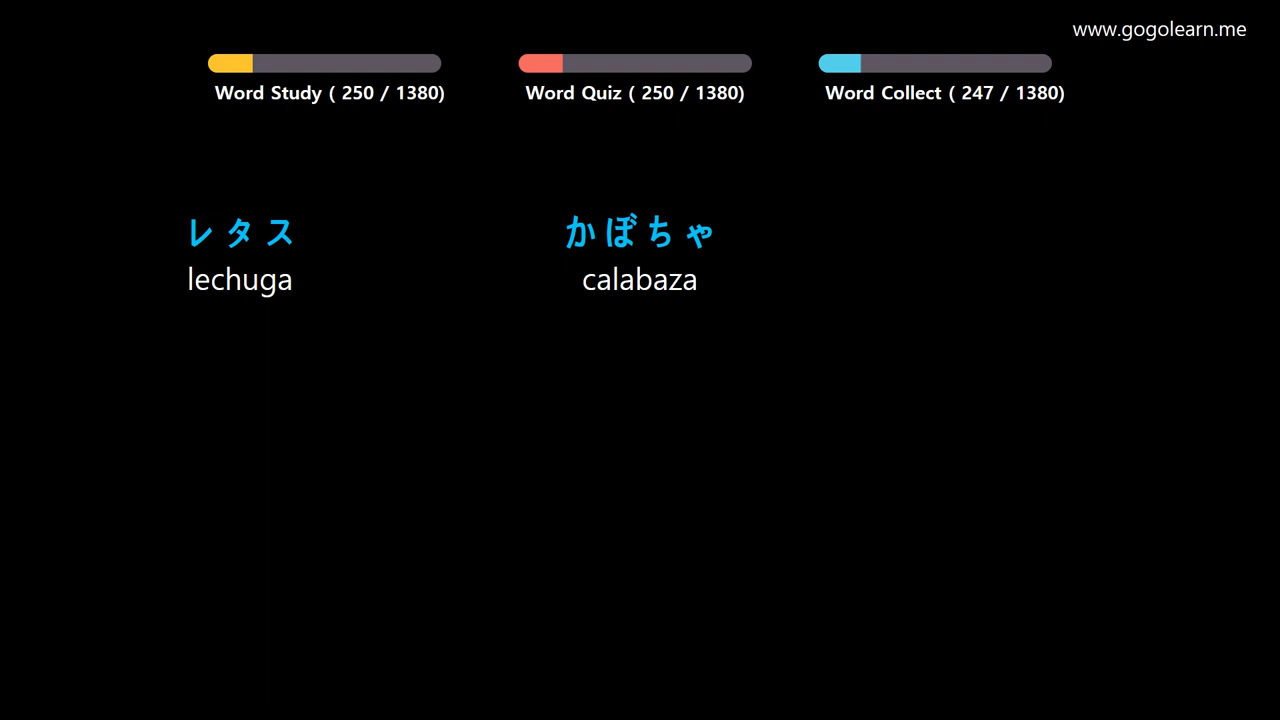 www.gogolearn.me
Word Study ( 250 / 1380)
Word Quiz ( 250 / 1380)
Word Collect ( 247 / 1380)
レタス
lechuga
かぼちゃ
calabaza